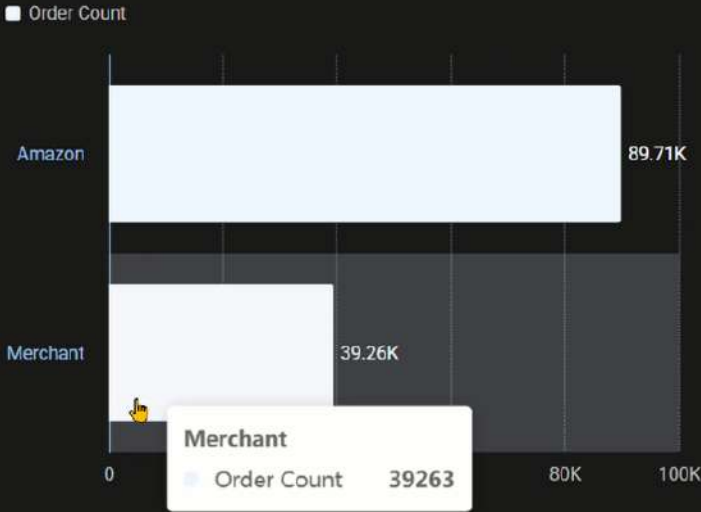 Order Count
Amazon
89.71K
Merchant
39.26K
Merchant
Order Count 39263
0
80K
100K